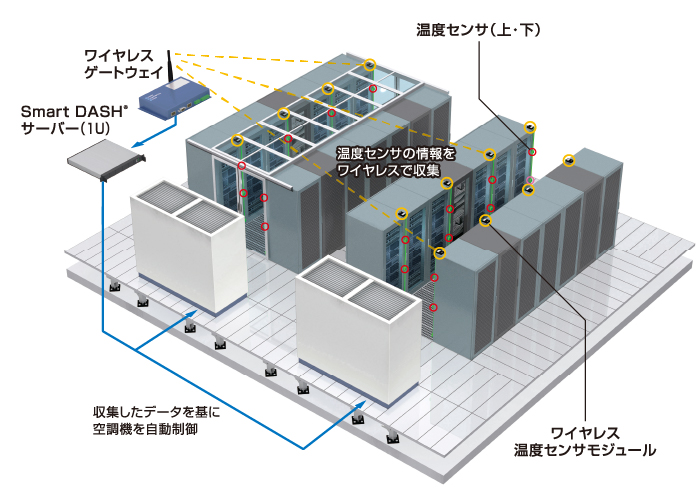 温度センサ（上・下）
ワイヤレス
ゲートウェイ
Smart DASH®
サーバー（1U）
温度センサの情報を
ワイヤレスで収集
収集したデータを基に
空調機を自動制御
ワイヤレス
温度センサモジュール